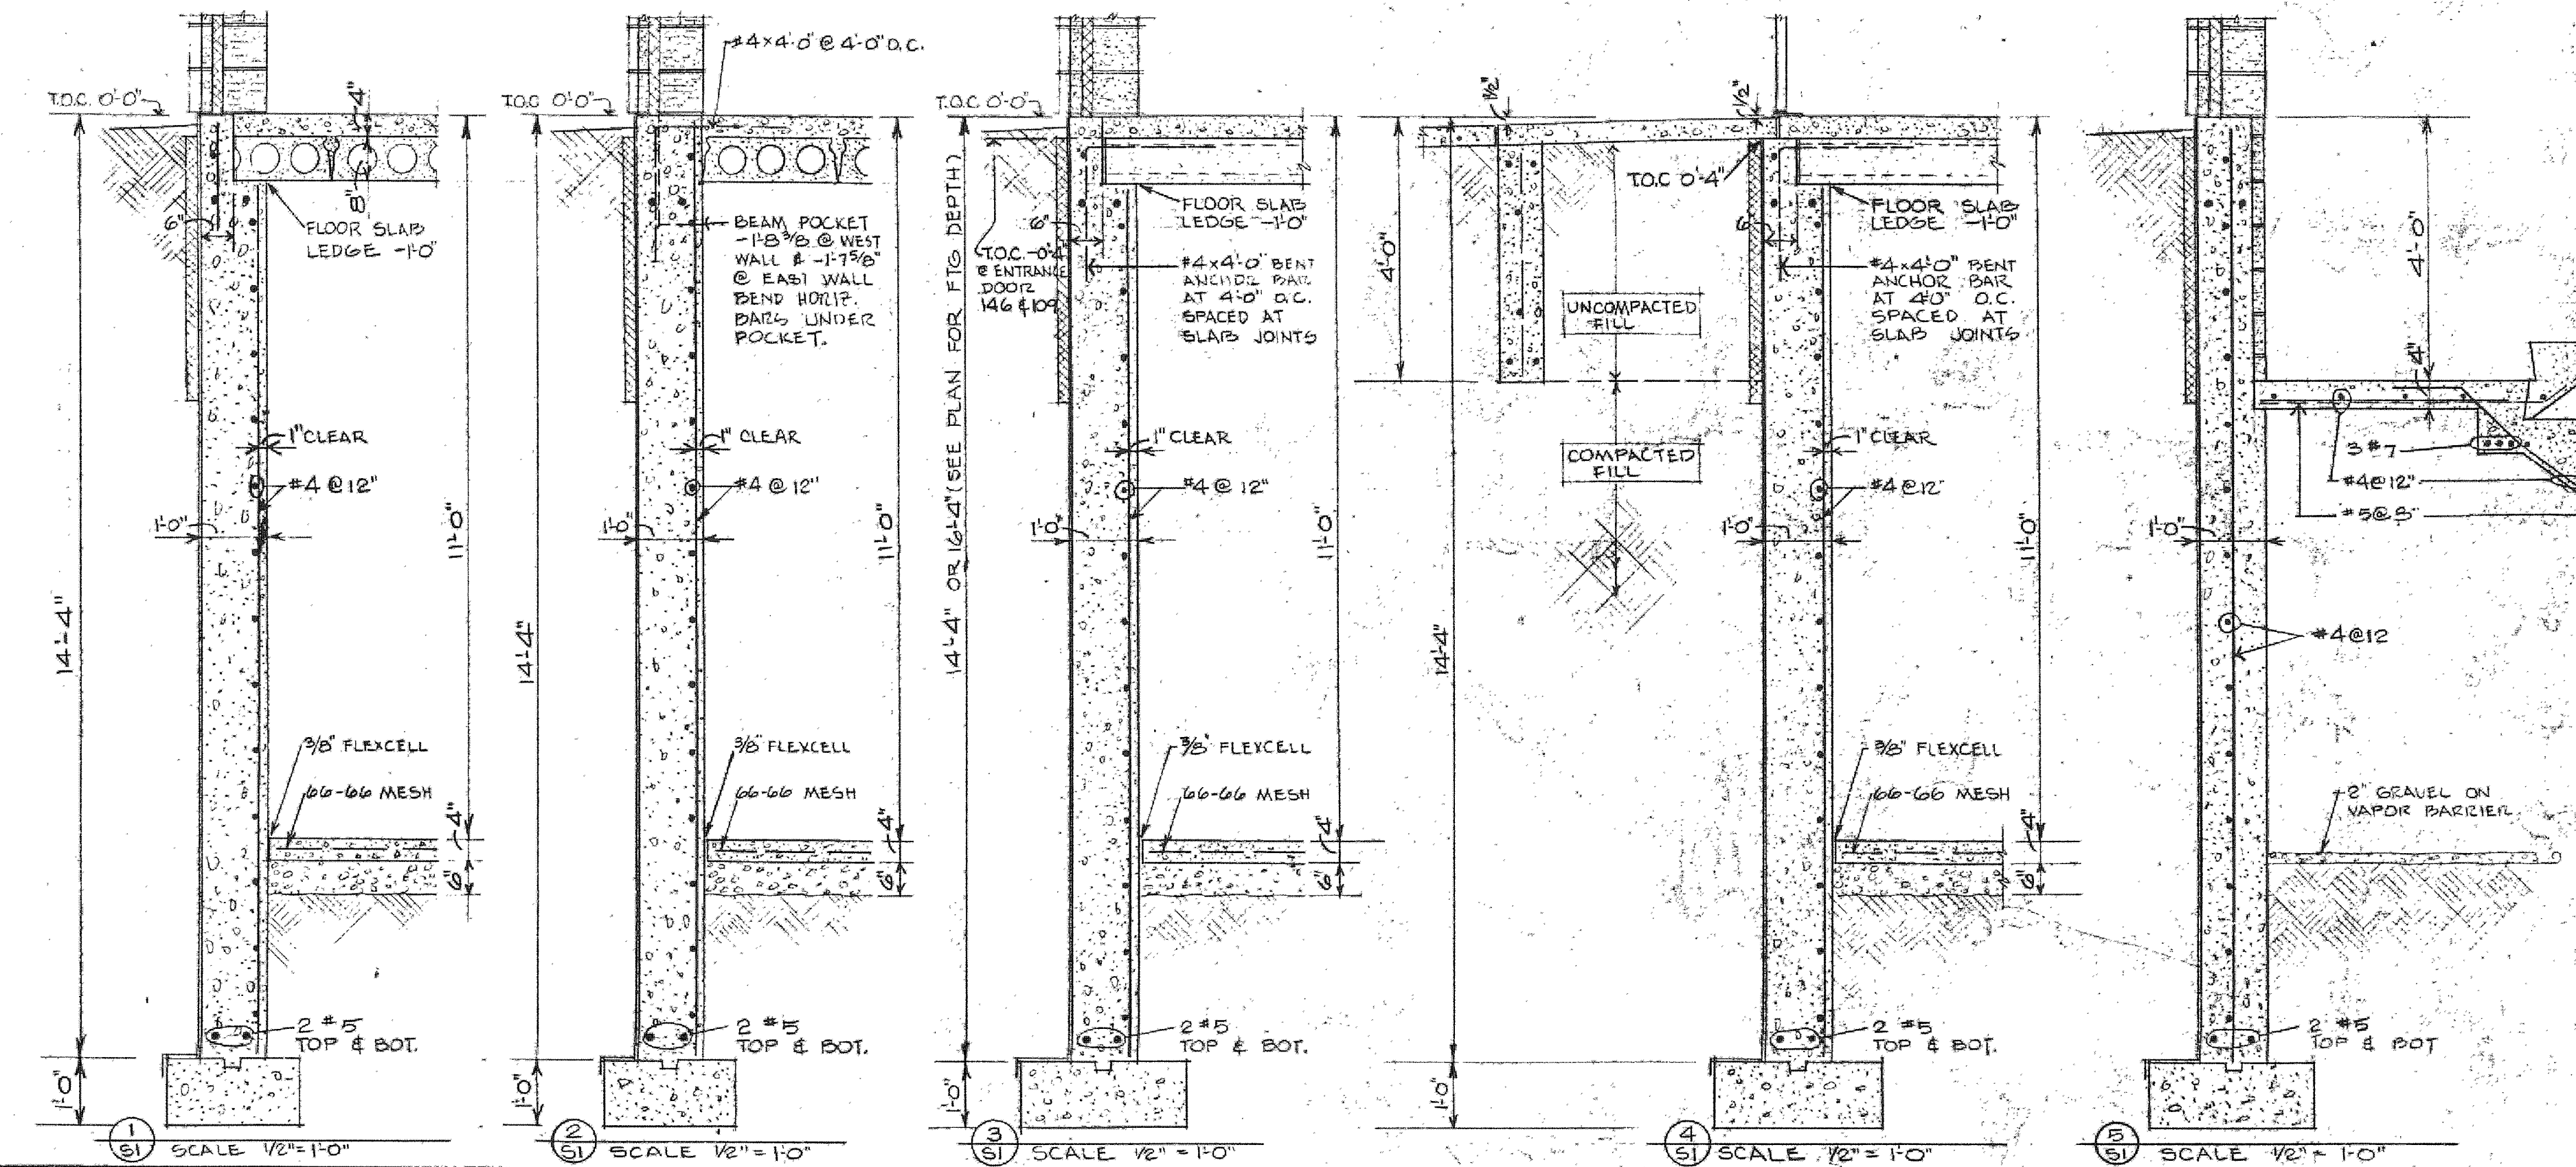 T.O.C. 0'-0"
4"
8"
6"
FLOOR SLAB
LEDGE -1'-0"
1" CLEAR
#4 @ 12"
1'-0"
14'-4"
11'-0"
3/8" FLEXCELL
66-66 MESH
4"
6"
2 #5
TOP & BOT.
1'-0"
1
S1
SCALE 1/2" = 1'-0"
#4 x 4'-0" @ 4'-0" O.C.
T.O.C 0'-0"
BEAM POCKET
-1'-8 3/8 @ WEST
WALL & -1'-7 5/8"
@ EAST WALL
BEND HORIZ.
BARS UNDER
POCKET.
1" CLEAR
#4 @ 12"
1'-0"
14'-4"
11'-0"
3/8" FLEXCELL
66-66 MESH
4"
6"
2 #5
TOP & BOT.
1'-0"
2
S1
SCALE 1/2" = 1'-0"
T.O.C. 0'-0"
14'-4" OR 16'-4" (SEE PLAN FOR FTG DEPTH)
6"
T.O.C. -0'-4"
@ ENTRANCE
DOOR
146 & 109
FLOOR SLAB
LEDGE -1'-0"
#4 x 4'-0" BENT
ANCHOR BAR
AT 4'-0" O.C.
SPACED AT
SLAB JOINTS
1" CLEAR
#4 @ 12"
1'-0"
11'-0"
3/8" FLEXCELL
66-66 MESH
4"
6"
2 #5
TOP & BOT.
1'-0"
3
S1
SCALE 1/2" = 1'-0"
1/2"
1/2"
T.O.C 0'-4"
4'-0"
6
UNCOMPACTED
FILL
COMPACTED
FILL
FLOOR SLAB
LEDGE -1'-0"
#4 x 4'-0" BENT
ANCHOR BAR
AT 4'-0" O.C.
SPACED AT
SLAB JOINTS
1" CLEAR
#4 @ 12"
1'-0"
14'-4"
11'-0"
3/8" FLEXCELL
66-66 MESH
4"
6"
2 #5
TOP & BOT.
1'-0"
4
S1
SCALE 1/2" = 1'-0"
4'-0"
4"
3 #7
#4 @ 12"
1'-0"
#4 @ 12
2" GRAVEL ON
VAPOR BARRIER
2 #5
TOP & BOT
5
S1
SCALE 1/2" = 1'-0"